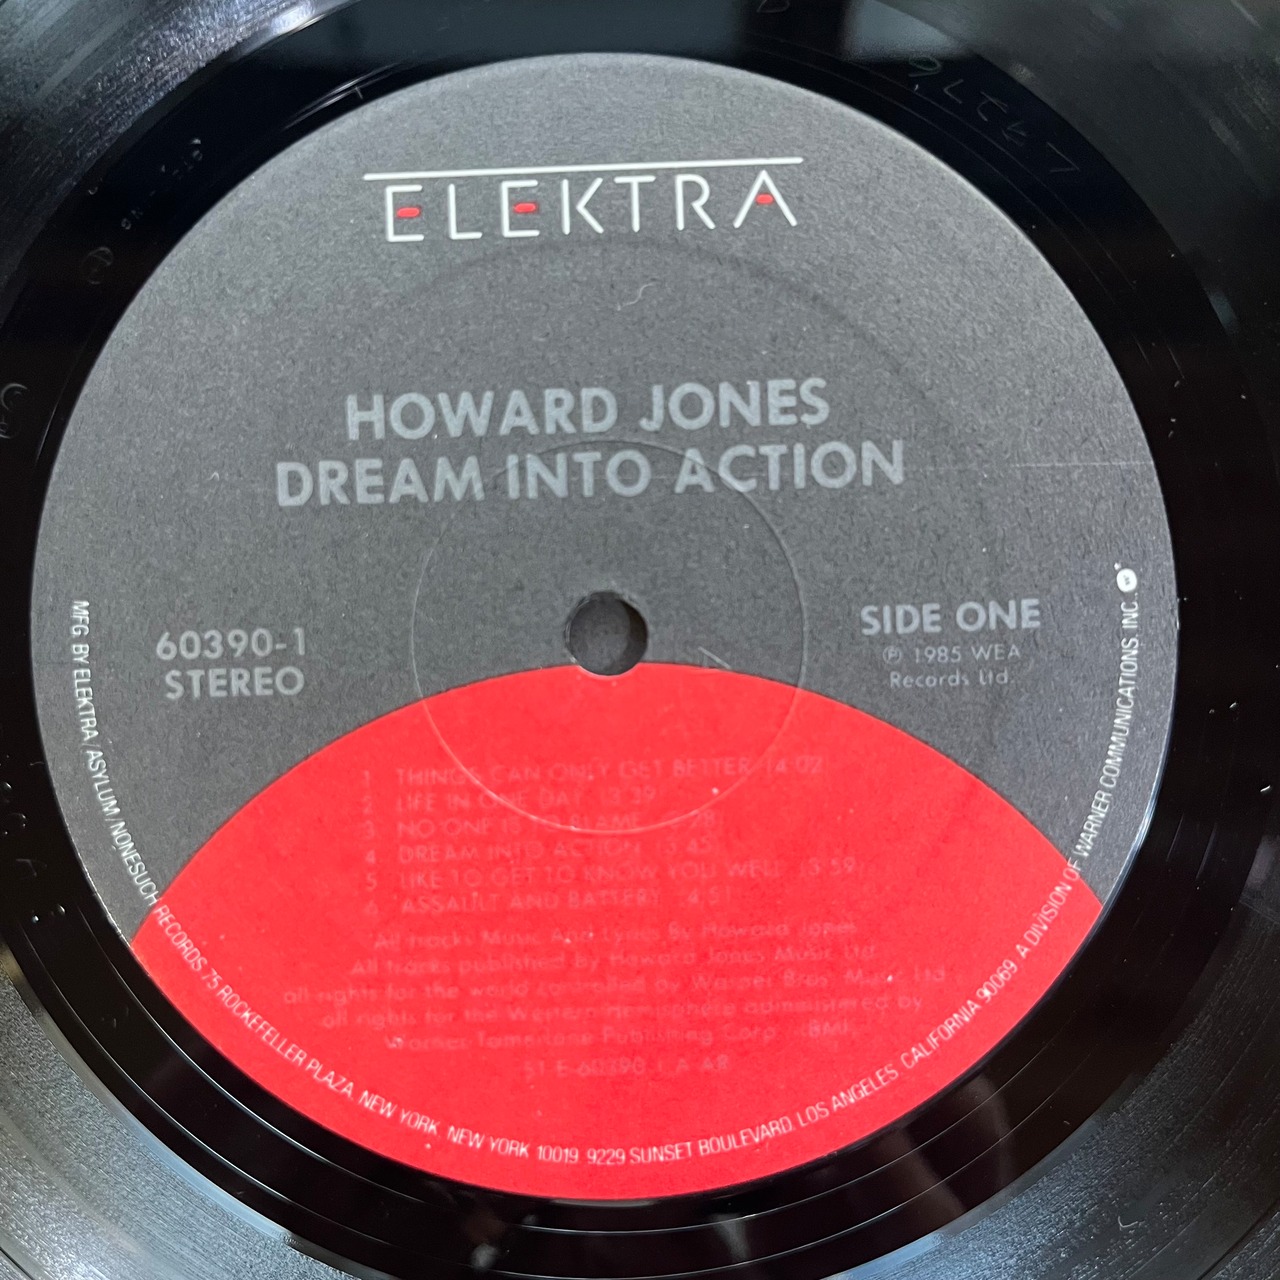 ELEKTRA
HOWARD JONES
DREAM INTO ACTION
60390-1
STEREO
SIDE ONE
℗ 1985 WEA
Records Ltd.
1 THINGS CAN ONLY GET BETTER (4:02)
2 LIFE IN ONE DAY (3:39)
3 NO ONE IS TO BLAME
4 DREAM INTO ACTION (3:45)
5 LIKE TO GET TO KNOW YOU WELL (3:59)
6 ASSAULT AND BATTERY (4:51)
All tracks Music And Lyrics By Howard Jones
All tracks published by Howard Jones Music Ltd.
all rights for the world controlled by Warner Bros. Music Ltd.
all rights for the Western Hemisphere administered by
Warner-Tamerlane Publishing Corp. (BMI)
MFG. BY ELEKTRA/ASYLUM/NONESUCH RECORDS 75 ROCKEFELLER PLAZA, NEW YORK, NEW YORK 10019. 9229 SUNSET BOULEVARD, LOS ANGELES, CALIFORNIA 90069. A DIVISION OF WARNER COMMUNICATIONS, INC.